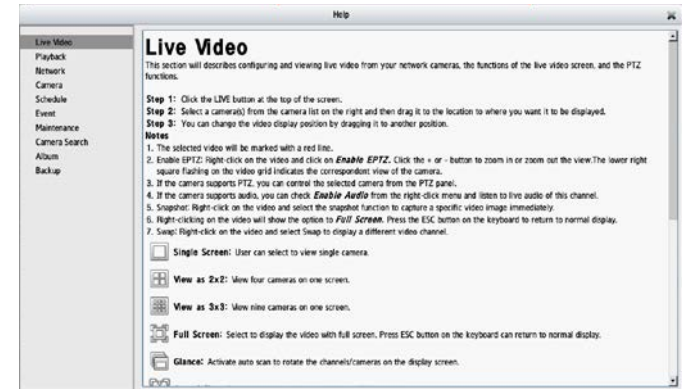 Help
Live Video
Playback
Network
Camera
Schedule
Event
Maintenance
Camera Search
Album
Backup
Live Video
This section will describes configuring and viewing live video from your network cameras, the functions of the live video screen, and the PTZ
functions.
Step 1: Click the LIVE button at the top of the screen.
Step 2: Select a camera(s) from the camera list on the right and then drag it to the location to where you want it to be displayed.
Step 3: You can change the video display position by dragging it to another position.
Notes
1. The selected video will be marked with a red line.
2. Enable EPTZ: Right-click on the video and click on Enable EPTZ. Click the + or - button to zoom in or zoom out the view.The lower right
square flashing on the video grid indicates the correspondent view of the camera.
3. If the camera supports PTZ, you can control the selected camera from the PTZ panel.
4. If the camera supports audio, you can check Enable Audio from the right-click menu and listen to live audio of this channel.
5. Snapshot: Right-click on the video and select the snapshot function to capture a specific video image immediately.
6. Right-clicking on the video will show the option to Full Screen. Press the ESC button on the keyboard to return to normal display.
7. Swap: Right-click on the video and select Swap to display a different video channel.
Single Screen: User can select to view single camera.
View as 2x2: View four cameras on one screen.
View as 3x3: View nine cameras on one screen.
Full Screen: Select to display the video with full screen. Press ESC button on the keyboard can return to normal display.
Glance: Activate auto scan to rotate the channels/cameras on the display screen.